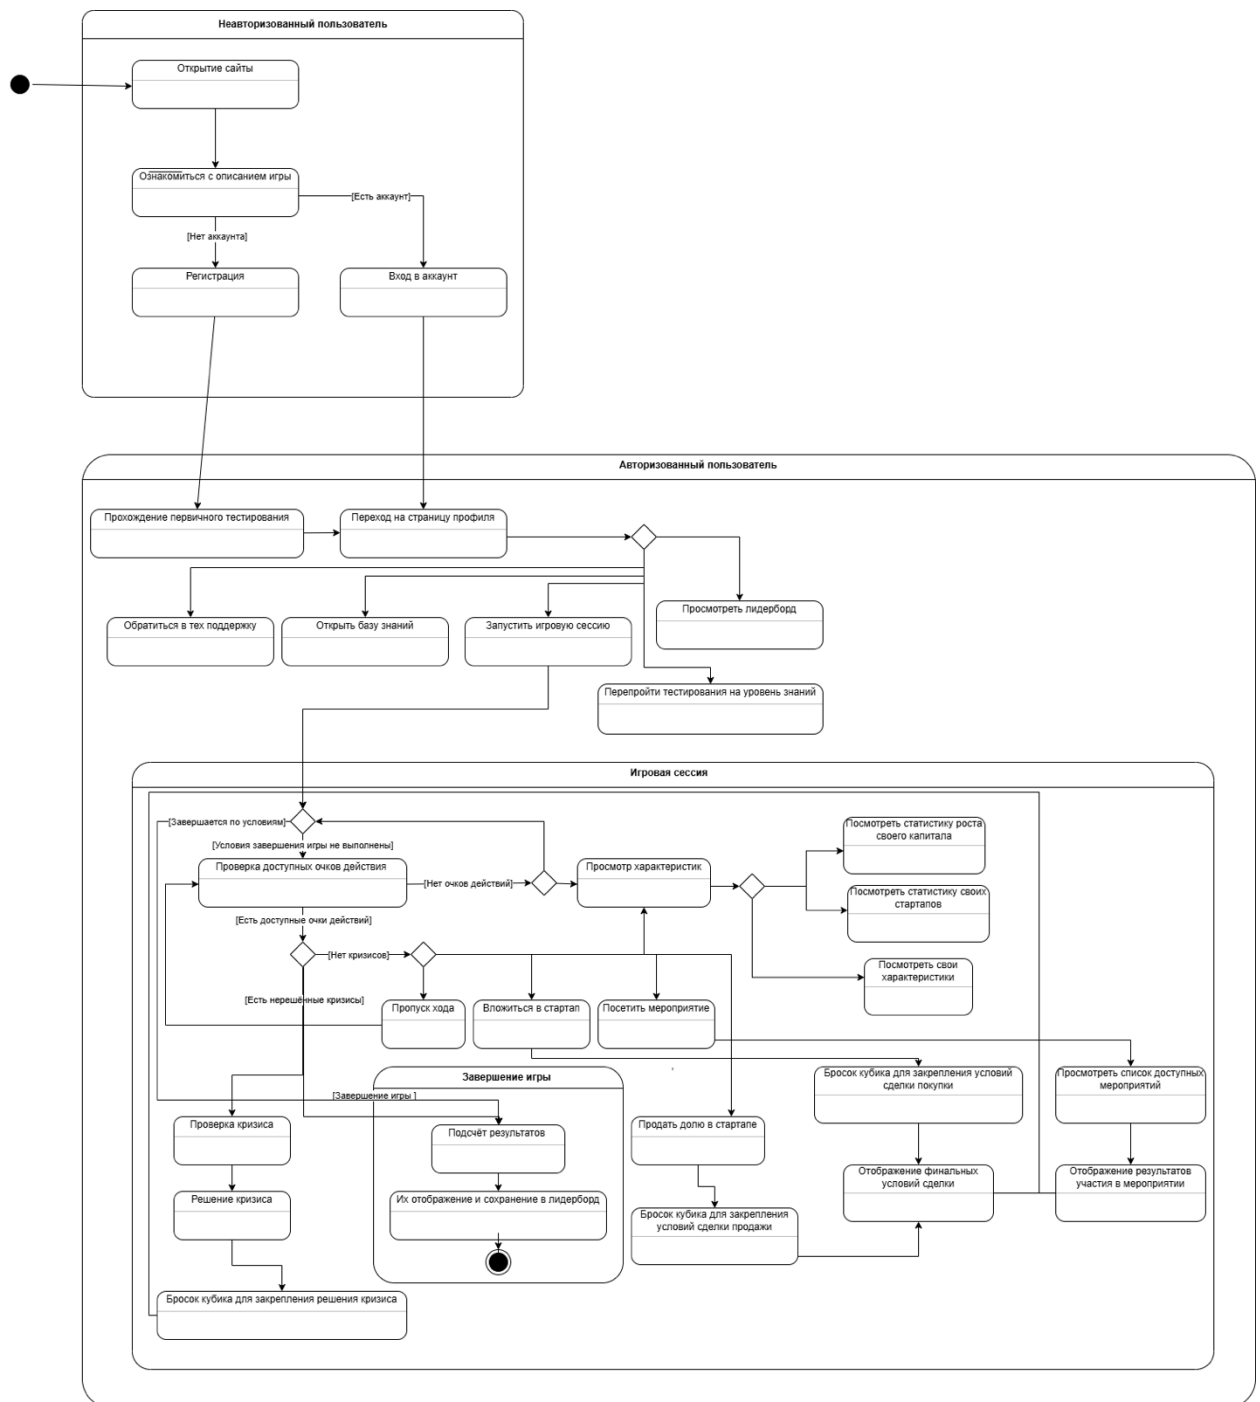 Неавторизованный пользователь
Открытие сайты
Ознакомиться с описанием игры
[Есть аккаунт]
[Нет аккаунта]
Регистрация
Вход в аккаунт
Авторизованный пользователь
Прохождение первичного тестирования
Переход на страницу профиля
Просмотреть лидерборд
Обратиться в тех поддержку
Открыть базу знаний
Запустить игровую сессию
Перепройти тестирования на уровень знаний
Игровая сессия
[Завершается по условиям]
[Условия завершения игры не выполнены]
Посмотреть статистику роста
своего капитала
Проверка доступных очков действия
[Нет очков действий]
Просмотр характеристик
Посмотреть статистику своих
стартапов
[Есть доступные очки действий]
[Нет кризисов]
Посмотреть свои
характеристики
[Есть нерешённые кризисы]
Пропуск хода
Вложиться в стартап
Посетить мероприятие
Завершение игры
Бросок кубика для закрепления условий
сделки покупки
Просмотреть список доступных
мероприятий
[Завершение игры ]
Проверка кризиса
Подсчёт результатов
Продать долю в стартапе
Отображение финальных
условий сделки
Отображение результатов
участия в мероприятии
Решение кризиса
Их отображение и сохранение в лидерборд
Бросок кубика для закрепления
условий сделки продажи
Бросок кубика для закрепления решения кризиса